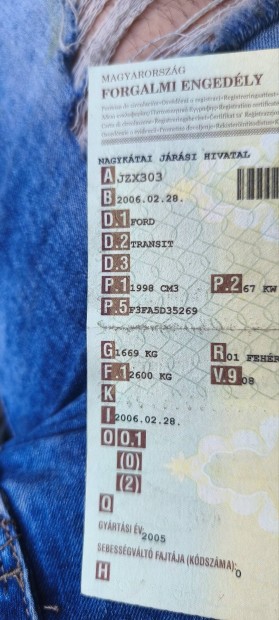 MAGYARORSZÁG
FORGALMI ENGEDÉLY
NAGYKÁTAI JÁRÁSI HIVATAL
A JZX303
B 2006.02.28.
D.1 FORD
D.2 TRANSIT
D.3
P.1 1998 CM3 P.2 67 KW
P.5 F3FA5D35269
G 1669 KG R 01 FEHÉR
F.1 2600 KG V.9 08
K
I 2006.02.28.
O O.1
(O)
(2)
Q
GYÁRTÁSI ÉV: 2005
SEBESSÉGVÁLTÓ FAJTÁJA (KÓDSZÁMA): 0
H